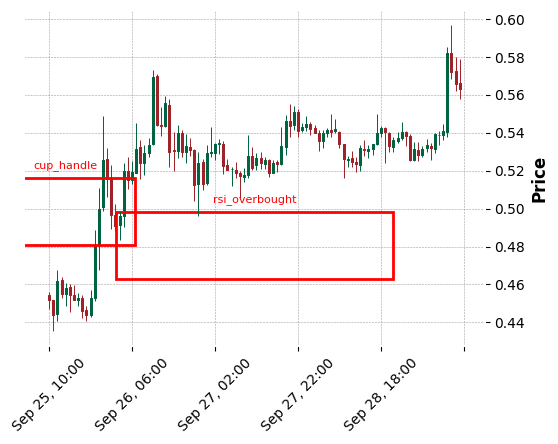 0.60
0.58
0.56
0.54
0.52
0.50
0.48
0.46
0.44
Price
cup_handle
rsi_overbought
Sep 25, 10:00
Sep 26, 06:00
Sep 27, 02:00
Sep 27, 22:00
Sep 28, 18:00